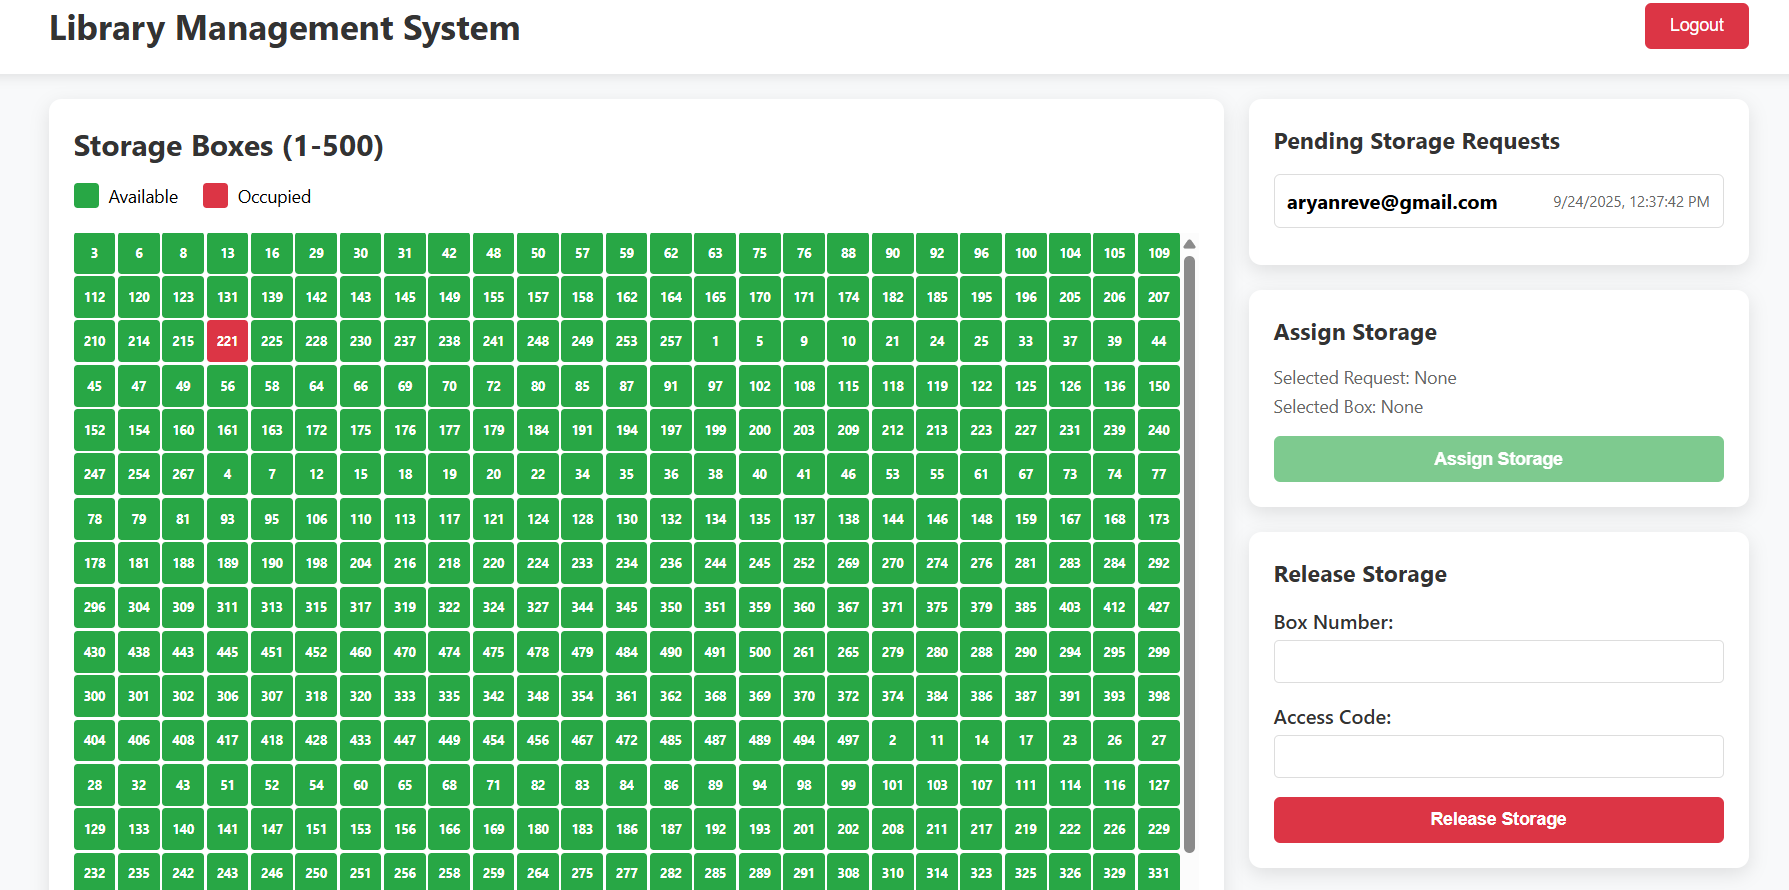 Library Management System
Logout
Storage Boxes (1-500)
Available Occupied
3 6 8 13 16 29 30 31 42 48 50 57 59 62 63 75 76 88 90 92 96 100 104 105 109
112 120 123 131 139 142 143 145 149 155 157 158 162 164 165 170 171 174 182 185 195 196 205 206 207
210 214 215 221 225 228 230 237 238 241 248 249 253 257 1 5 9 10 21 24 25 33 37 39 44
45 47 49 56 58 64 66 69 70 72 80 85 87 91 97 102 108 115 118 119 122 125 126 136 150
152 154 160 161 163 172 175 176 177 179 184 191 194 197 199 200 203 209 212 213 223 227 231 239 240
247 254 267 4 7 12 15 18 19 20 22 34 35 36 38 40 41 46 53 55 61 67 73 74 77
78 79 81 93 95 106 110 113 117 121 124 128 130 132 134 135 137 138 144 146 148 159 167 168 173
178 181 188 189 190 198 204 216 218 220 224 233 234 236 244 245 252 269 270 274 276 281 283 284 292
296 304 309 311 313 315 317 319 322 324 327 344 345 350 351 359 360 367 371 375 379 385 403 412 427
430 438 443 445 451 452 460 470 474 475 478 479 484 490 491 500 261 265 279 280 288 290 294 295 299
300 301 302 306 307 318 320 333 335 342 348 354 361 362 368 369 370 372 374 384 386 387 391 393 398
404 406 408 417 418 428 433 447 449 454 456 467 472 485 487 489 494 497 2 11 14 17 23 26 27
28 32 43 51 52 54 60 65 68 71 82 83 84 86 89 94 98 99 101 103 107 111 114 116 127
129 133 140 141 147 151 153 156 166 169 180 183 186 187 192 193 201 202 208 211 217 219 222 226 229
232 235 242 243 246 250 251 256 258 259 264 275 277 282 285 289 291 308 310 314 323 325 326 329 331
Pending Storage Requests
aryanreve@gmail.com 9/24/2025, 12:37:42 PM
Assign Storage
Selected Request: None
Selected Box: None
Assign Storage
Release Storage
Box Number:
Access Code:
Release Storage